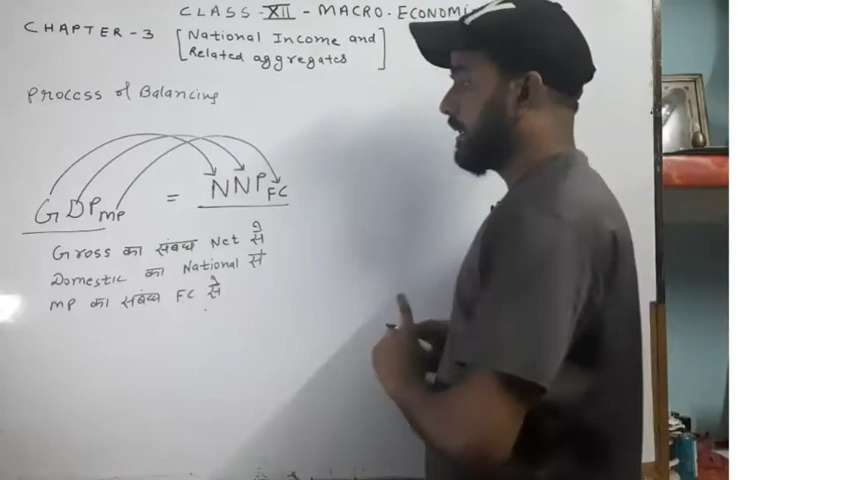 CLASS - XII - MACRO - ECONOMI
CHAPTER - 3 [National Income and Related aggregates]
Process of Balancing
GDPMP = NNPFC
Gross का संबंध Net से
Domestic का National से
MP का संबंध FC से